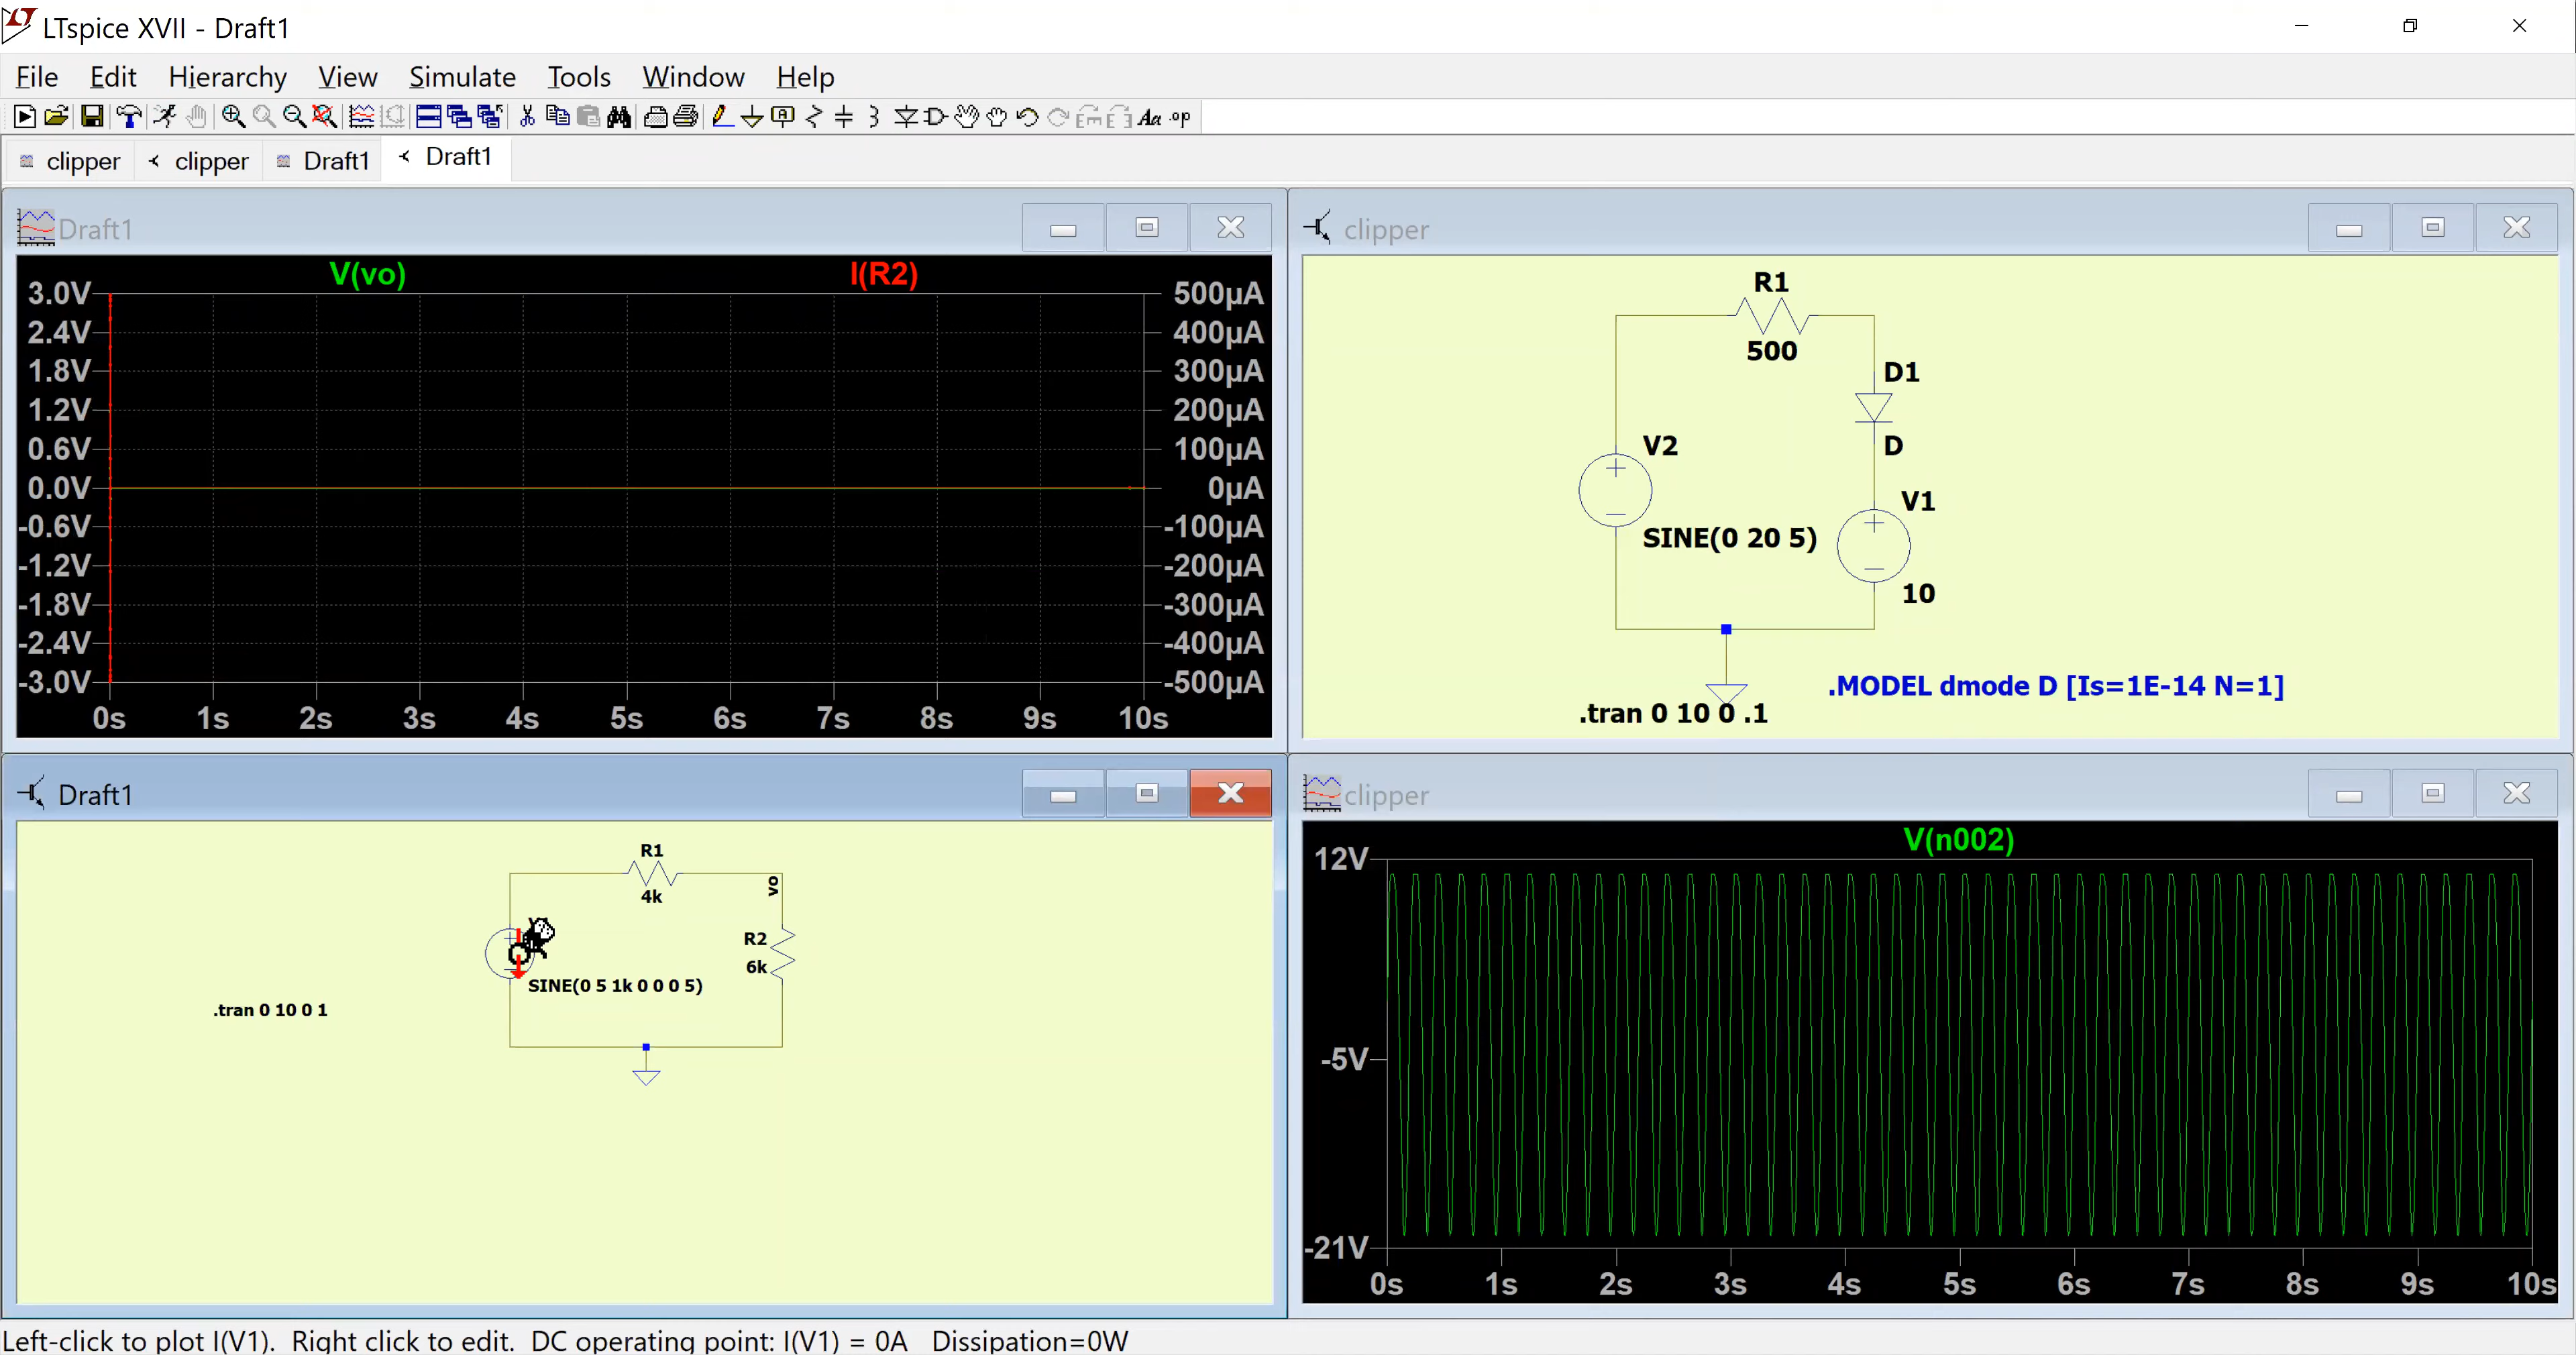 LTspice XVII - Draft1
File Edit Hierarchy View Simulate Tools Window Help
Aa .op
clipper clipper Draft1 Draft1
Draft1
V(vo) I(R2)
3.0V 500µA
2.4V 400µA
1.8V 300µA
1.2V 200µA
0.6V 100µA
0.0V 0µA
-0.6V -100µA
-1.2V -200µA
-1.8V -300µA
-2.4V -400µA
-3.0V -500µA
0s 1s 2s 3s 4s 5s 6s 7s 8s 9s 10s
clipper
R1
500
D1
D
V2
V1
SINE(0 20 5)
10
.MODEL dmode D [Is=1E-14 N=1]
.tran 0 10 0 .1
Draft1
R1
4k
vo
R2
6k
SINE(0 5 1k 0 0 0 5)
.tran 0 10 0 1
clipper
V(n002)
12V
-5V
-21V
0s 1s 2s 3s 4s 5s 6s 7s 8s 9s 10s
Left-click to plot I(V1). Right click to edit. DC operating point: I(V1) = 0A Dissipation=0W